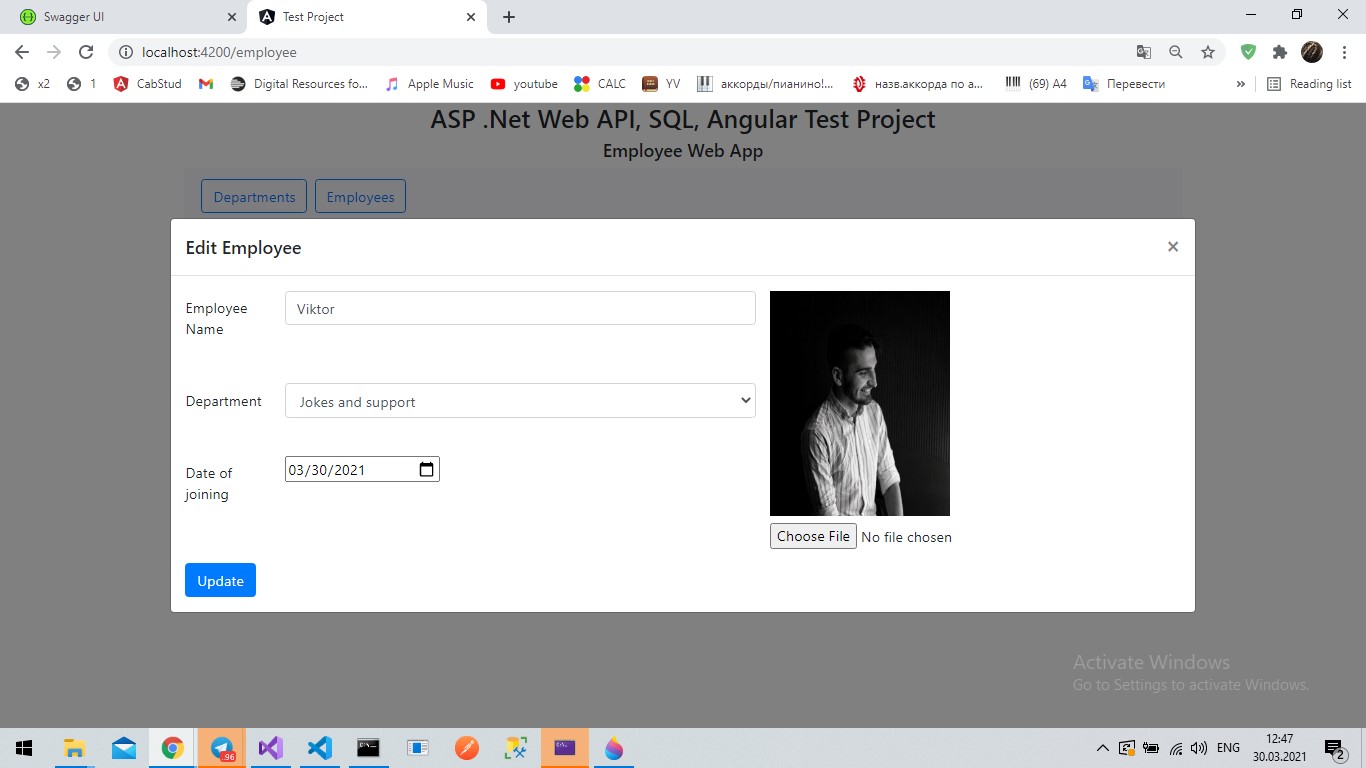 Swagger UI
Test Project
localhost:4200/employee
x2
1
CabStud
Digital Resources fo...
Apple Music
youtube
CALC
YV
аккорды/пианино!...
назв.аккорда по а...
(69) A4
Перевести
»
Reading list
ASP .Net Web API, SQL, Angular Test Project
Employee Web App
Departments
Employees
Edit Employee
×
Employee
Name
Viktor
Department
Jokes and support
Date of
joining
03/30/2021
Choose File No file chosen
Update
Activate Windows
Go to Settings to activate Windows.
96
ENG
12:47
30.03.2021
2